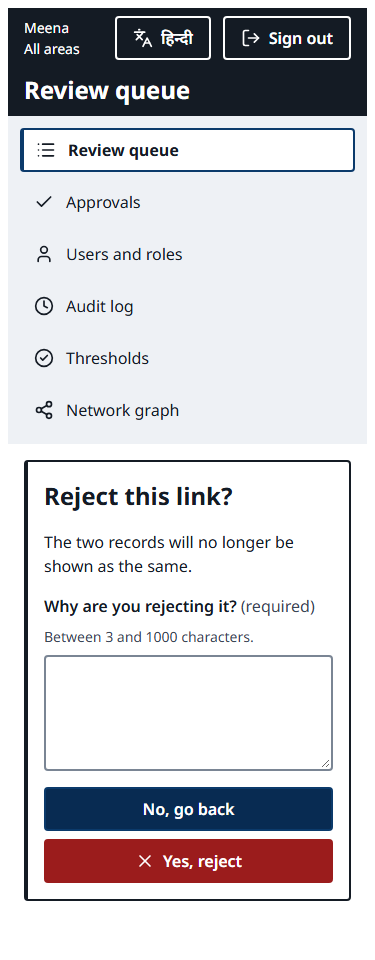 Meena
All areas
हिन्दी
Sign out
Review queue
Review queue
Approvals
Users and roles
Audit log
Thresholds
Network graph
Reject this link?
The two records will no longer be
shown as the same.
Why are you rejecting it? (required)
Between 3 and 1000 characters.
No, go back
Yes, reject